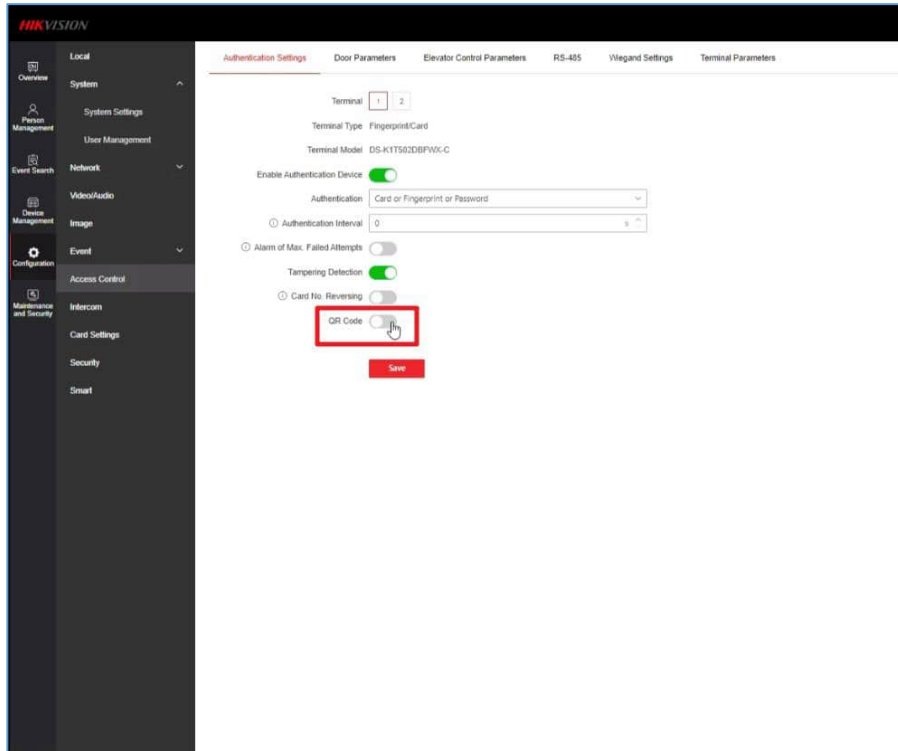 HIKVISION
Overview
Person
Management
Event Search
Device
Management
Configuration
Maintenance
and Security
Local
System
System Settings
User Management
Network
Video/Audio
Image
Event
Access Control
Intercom
Card Settings
Security
Smart
Authentication Settings Door Parameters Elevator Control Parameters RS-485 Wiegand Settings Terminal Parameters
Terminal 1 2
Terminal Type Fingerprint/Card
Terminal Model DS-K1T502DBFWX-C
Enable Authentication Device
Authentication Card or Fingerprint or Password
Authentication Interval 0 s
Alarm of Max. Failed Attempts
Tampering Detection
Card No. Reversing
QR Code
Save